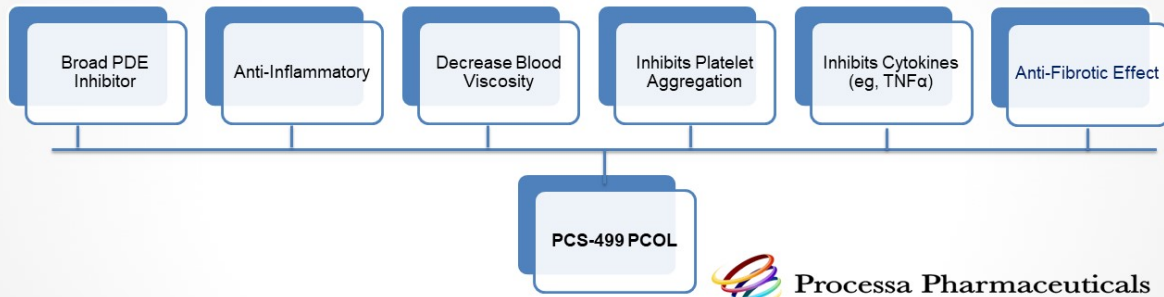 Broad PDE
Inhibitor
Anti-Inflammatory
Decrease Blood
Viscosity
Inhibits Platelet
Aggregation
Inhibits Cytokines
(eg, TNFα)
Anti-Fibrotic Effect
PCS-499 PCOL
Processa Pharmaceuticals